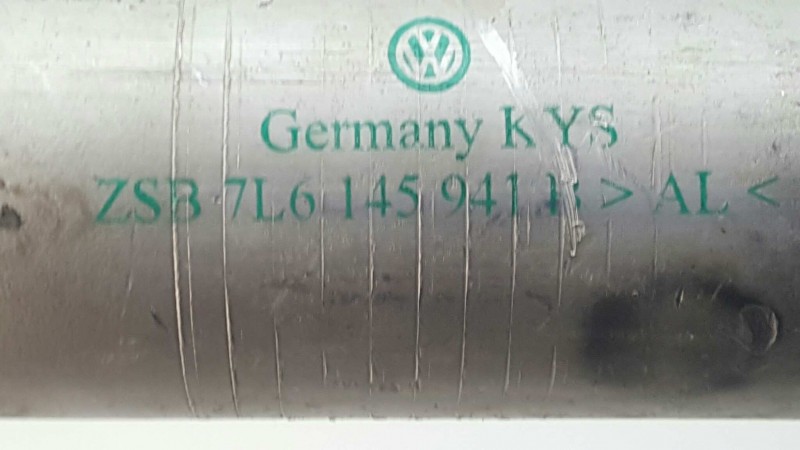 Germany KYS
ZSB 7L6 145 941 B > AL <